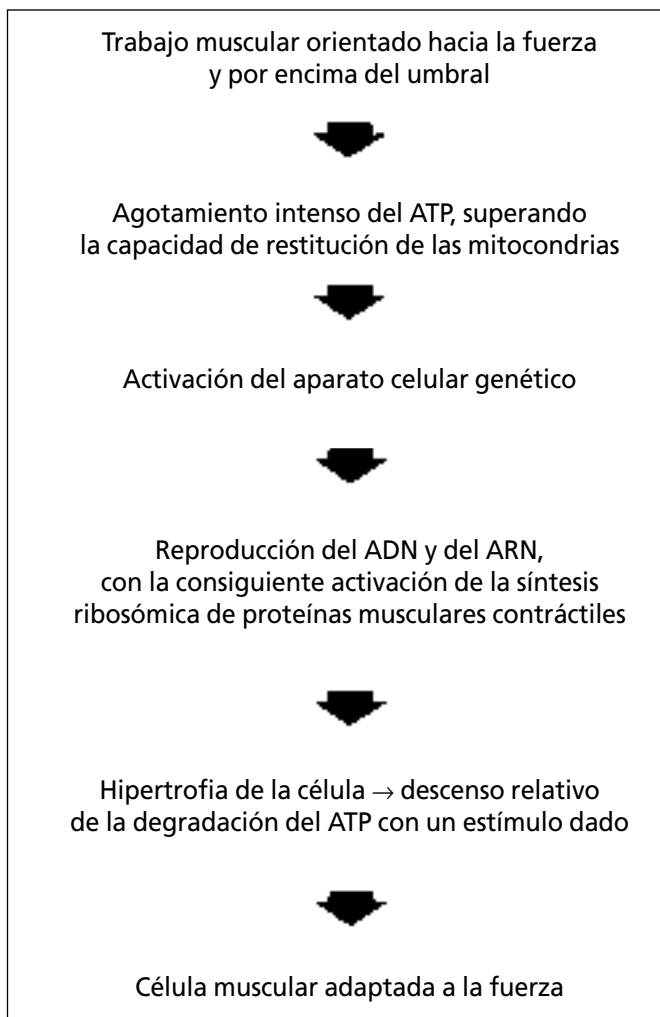 Trabajo muscular orientado hacia la fuerza
y por encima del umbral
Agotamiento intenso del ATP, superando
la capacidad de restitución de las mitocondrias
Activación del aparato celular genético
Reproducción del ADN y del ARN,
con la consiguiente activación de la síntesis
ribosómica de proteínas musculares contráctiles
Hipertrofia de la célula → descenso relativo
de la degradación del ATP con un estímulo dado
Célula muscular adaptada a la fuerza